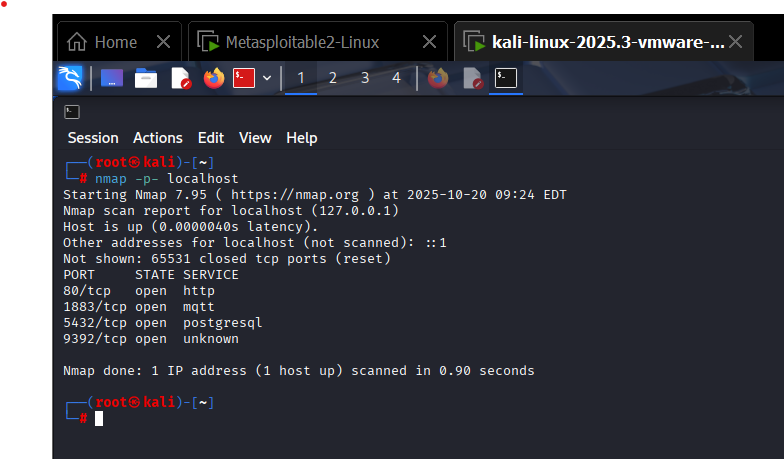 Home
Metasploitable2-Linux
kali-linux-2025.3-vmware-...
1 2 3 4
Session Actions Edit View Help
┌──(root㉿kali)-[~]
└─# nmap -p- localhost
Starting Nmap 7.95 ( https://nmap.org ) at 2025-10-20 09:24 EDT
Nmap scan report for localhost (127.0.0.1)
Host is up (0.0000040s latency).
Other addresses for localhost (not scanned): ::1
Not shown: 65531 closed tcp ports (reset)
PORT     STATE SERVICE
80/tcp   open  http
1883/tcp open  mqtt
5432/tcp open  postgresql
9392/tcp open  unknown
Nmap done: 1 IP address (1 host up) scanned in 0.90 seconds
┌──(root㉿kali)-[~]
└─#